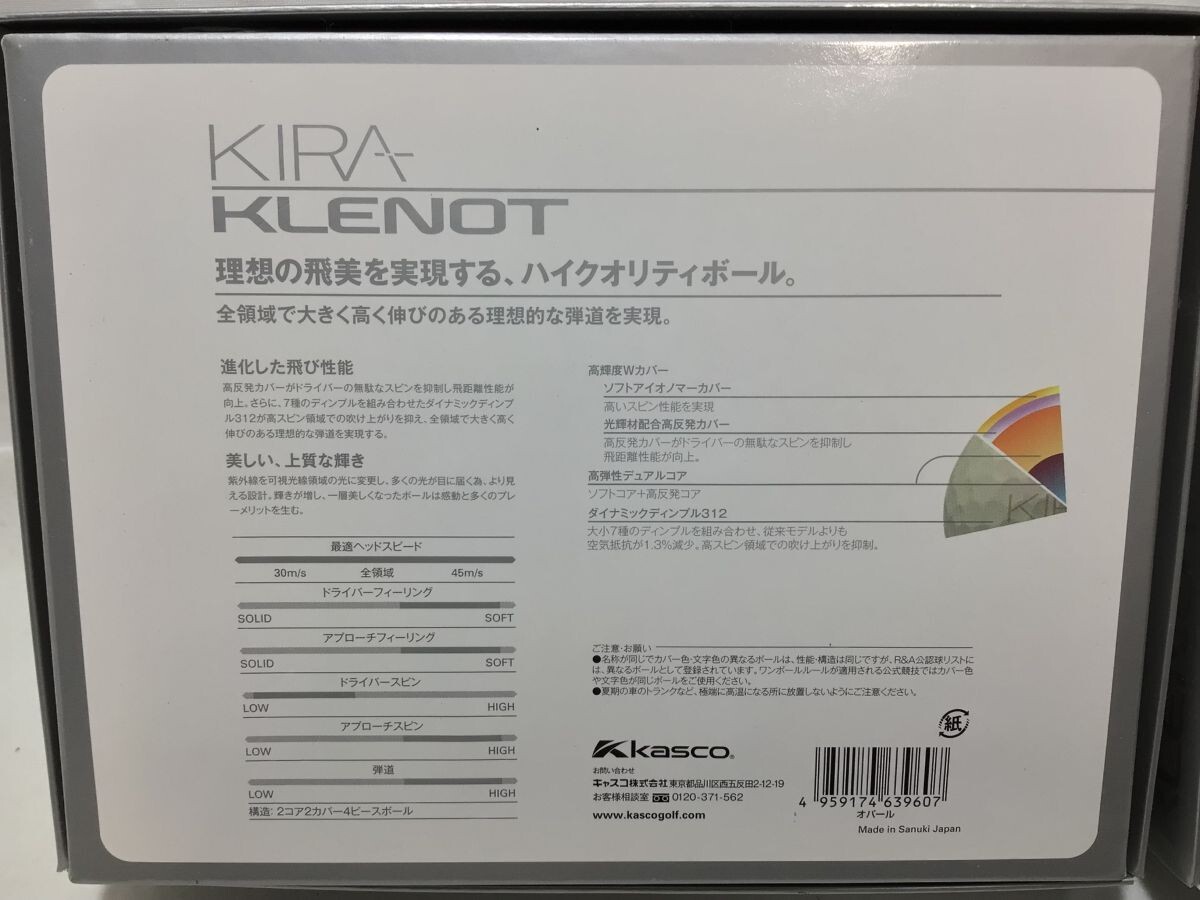 KIRA
KLENOT
理想の飛美を実現する、ハイクオリティボール。
全領域で大きく高く伸びのある理想的な弾道を実現。
進化した飛び性能
高反発カバーがドライバーの無駄なスピンを抑制し飛距離性能が
向上。さらに、7種のディンプルを組み合わせたダイナミックディンプ
ル312が高スピン領域での吹け上がりを抑え、全領域で大きく高く
伸びのある理想的な弾道を実現する。
美しい、上質な輝き
紫外線を可視光線領域の光に変更し、多くの光が目に届く為、より見
える設計。輝きが増し、一層美しくなったボールは感動と多くのプレ
ーメリットを生む。
最適ヘッドスピード
30m/s 全領域 45m/s
ドライバーフィーリング
SOLID SOFT
アプローチフィーリング
SOLID SOFT
ドライバースピン
LOW HIGH
アプローチスピン
LOW HIGH
弾道
LOW HIGH
構造：2コア2カバー4ピースボール
高輝度Wカバー
ソフトアイオノマーカバー
高いスピン性能を実現
光輝材配合高反発カバー
高反発カバーがドライバーの無駄なスピンを抑制し
飛距離性能が向上。
高弾性デュアルコア
ソフトコア+高反発コア
ダイナミックディンプル312
大小7種のディンプルを組み合わせ、従来モデルよりも
空気抵抗が1.3%減少。高スピン領域での吹け上がりを抑制。
KIR
ご注意・お願い
●名称が同じでカバー色・文字色の異なるボールは、性能・構造は同じですが、R&A公認球リストに
は、異なるボールとして登録されています。ワンボールルールが適用される公式競技ではカバー色
や文字色が同じボールをご使用ください。
●夏期の車のトランクなど、極端に高温になる所に放置しないようにご注意ください。
紙
kasco®
お問い合わせ
キャスコ株式会社 東京都品川区西五反田2-12-19
お客様相談室 0120-371-562
www.kascogolf.com
4 959174 639607
オパール
Made in Sanuki Japan